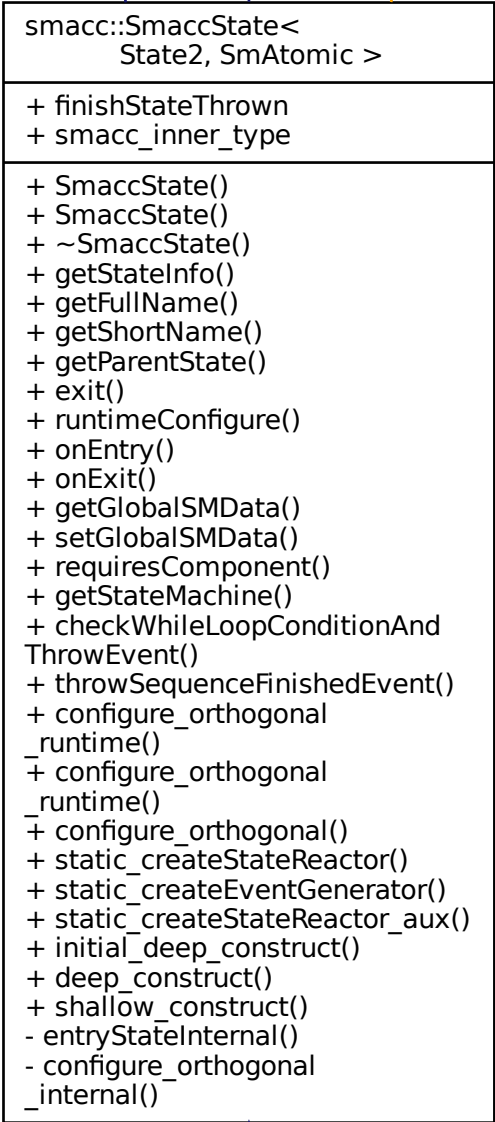 smacc::SmaccState<
State2, SmAtomic >
+ finishStateThrown
+ smacc_inner_type
+ SmaccState()
+ SmaccState()
+ ~SmaccState()
+ getStateInfo()
+ getFullName()
+ getShortName()
+ getParentState()
+ exit()
+ runtimeConfigure()
+ onEntry()
+ onExit()
+ getGlobalSMData()
+ setGlobalSMData()
+ requiresComponent()
+ getStateMachine()
+ checkWhileLoopConditionAnd
ThrowEvent()
+ throwSequenceFinishedEvent()
+ configure_orthogonal
_runtime()
+ configure_orthogonal
_runtime()
+ configure_orthogonal()
+ static_createStateReactor()
+ static_createEventGenerator()
+ static_createStateReactor_aux()
+ initial_deep_construct()
+ deep_construct()
+ shallow_construct()
- entryStateInternal()
- configure_orthogonal
_internal()